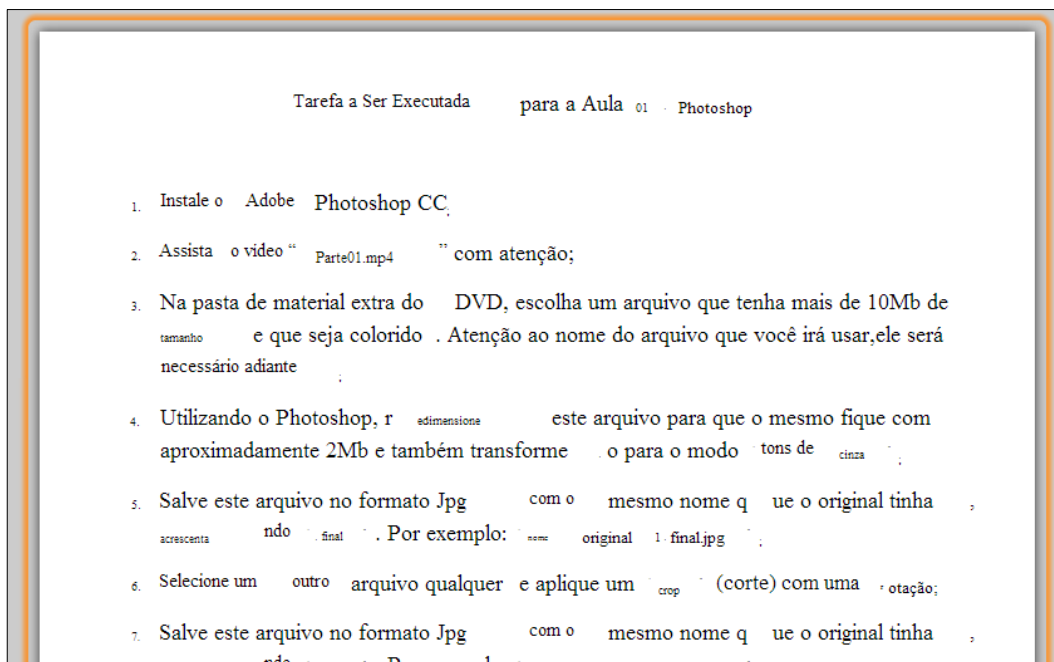 Tarefa a Ser Executada para a Aula 01 - Photoshop
1. Instale o Adobe Photoshop CC;
2. Assista o video “Parte01.mp4” com atenção;
3. Na pasta de material extra do DVD, escolha um arquivo que tenha mais de 10Mb de
tamanho e que seja colorido. Atenção ao nome do arquivo que você irá usar,ele será
necessário adiante;
4. Utilizando o Photoshop, redimensione este arquivo para que o mesmo fique com
aproximadamente 2Mb e também transforme-o para o modo “tons de cinza”;
5. Salve este arquivo no formato Jpg com o mesmo nome que o original tinha,
acrescentando “-final”. Por exemplo: “nome original 1-final.jpg”;
6. Selecione um outro arquivo qualquer e aplique um “crop” (corte) com uma rotação;
7. Salve este arquivo no formato Jpg com o mesmo nome que o original tinha,